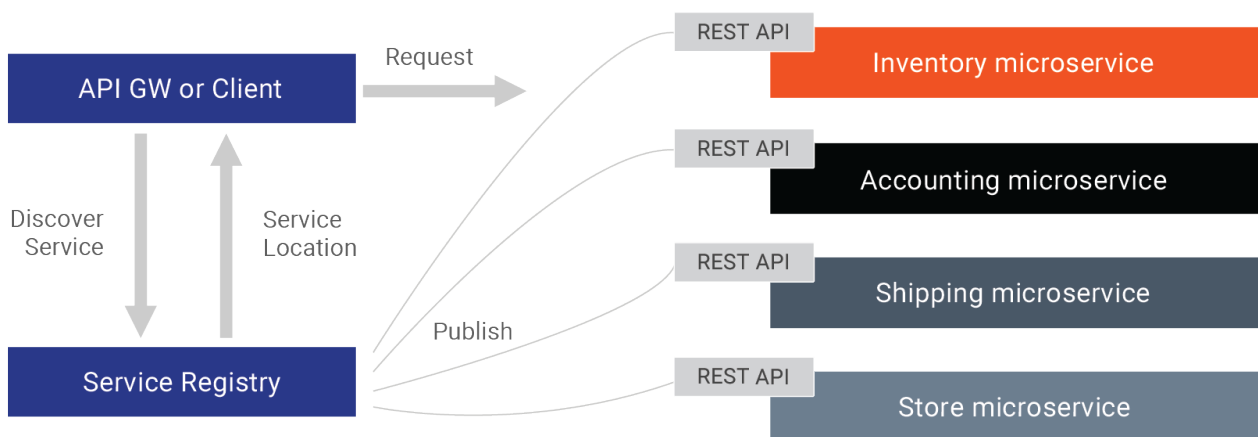 API GW or Client
Request
Discover
Service
Service
Location
Service Registry
Publish
REST API
Inventory microservice
REST API
Accounting microservice
REST API
Shipping microservice
REST API
Store microservice